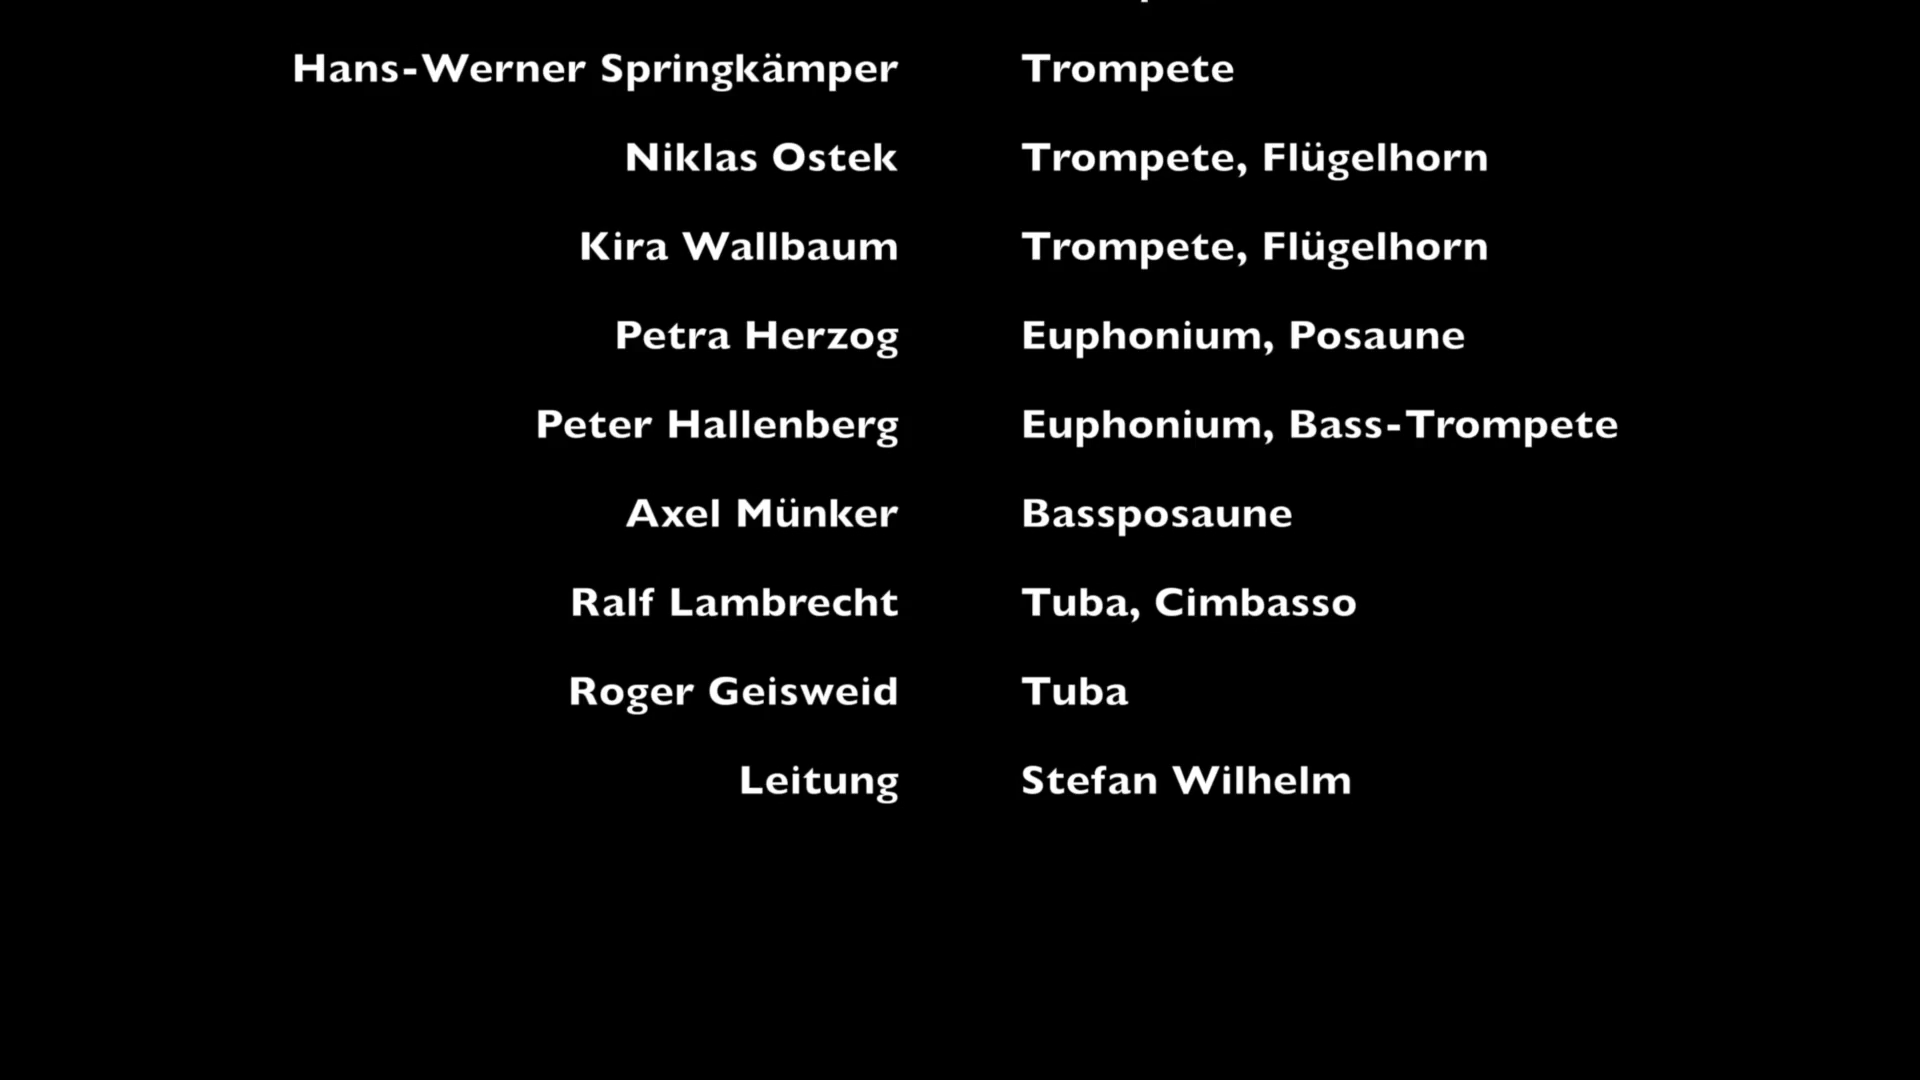 Hans-Werner Springkämper Trompete
Niklas Ostek Trompete, Flügelhorn
Kira Wallbaum Trompete, Flügelhorn
Petra Herzog Euphonium, Posaune
Peter Hallenberg Euphonium, Bass-Trompete
Axel Münker Bassposaune
Ralf Lambrecht Tuba, Cimbasso
Roger Geisweid Tuba
Leitung Stefan Wilhelm